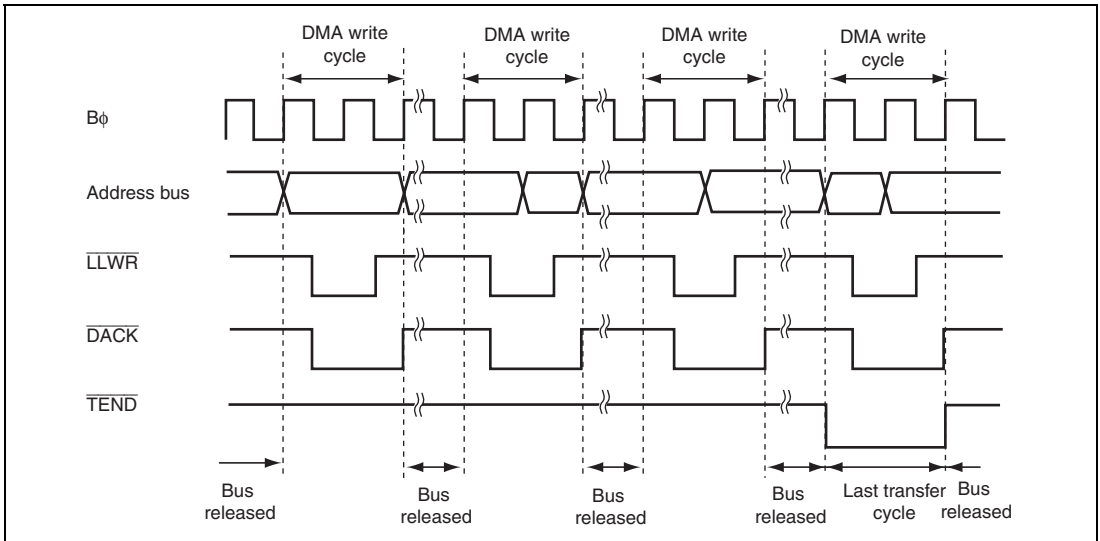 DMA write cycle
DMA write cycle
DMA write cycle
DMA write cycle
Bϕ
Address bus
LLWR
DACK
TEND
Bus released
Bus released
Bus released
Bus released
Last transfer cycle
Bus released